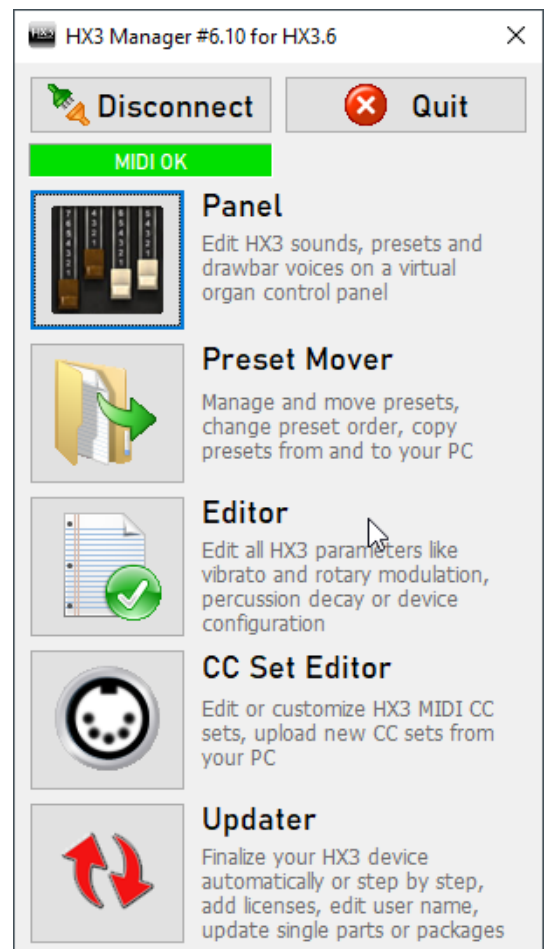 HX3 HX3 Manager #6.10 for HX3.6
Disconnect Quit
MIDI OK
Panel
Edit HX3 sounds, presets and
drawbar voices on a virtual
organ control panel
Preset Mover
Manage and move presets,
change preset order, copy
presets from and to your PC
Editor
Edit all HX3 parameters like
vibrato and rotary modulation,
percussion decay or device
configuration
CC Set Editor
Edit or customize HX3 MIDI CC
sets, upload new CC sets from
your PC
Updater
Finalize your HX3 device
automatically or step by step,
add licenses, edit user name,
update single parts or packages